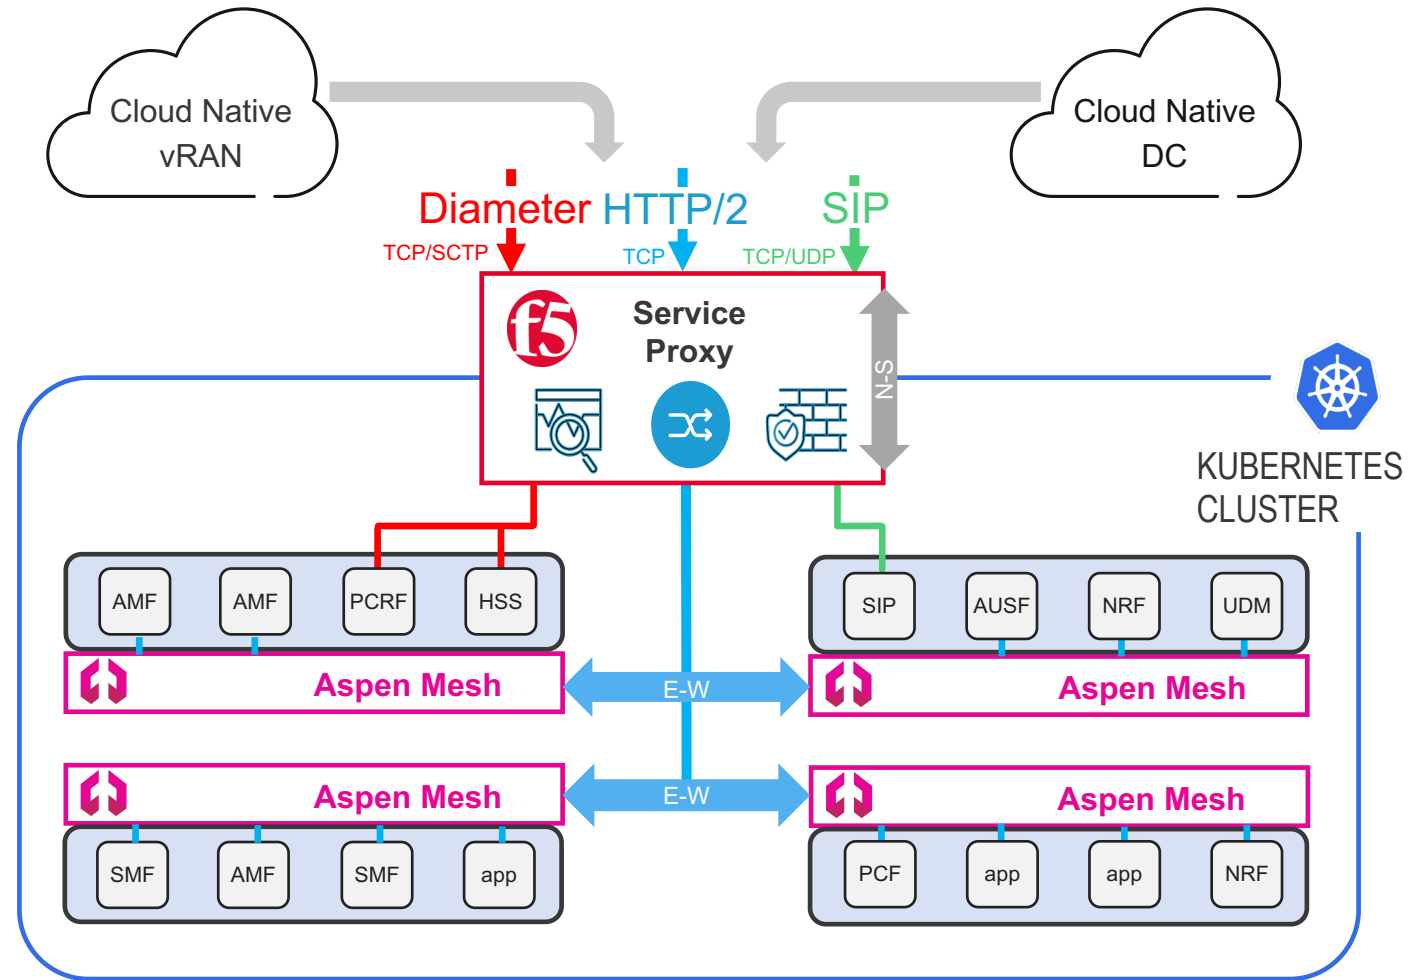 Cloud Native
vRAN
Cloud Native
DC
Diameter
HTTP/2
SIP
TCP/SCTP
TCP
TCP/UDP
f5
Service
Proxy
N-S
KUBERNETES
CLUSTER
AMF
AMF
PCRF
HSS
SIP
AUSF
NRF
UDM
Aspen Mesh
E-W
Aspen Mesh
Aspen Mesh
E-W
Aspen Mesh
SMF
AMF
SMF
app
PCF
app
app
NRF